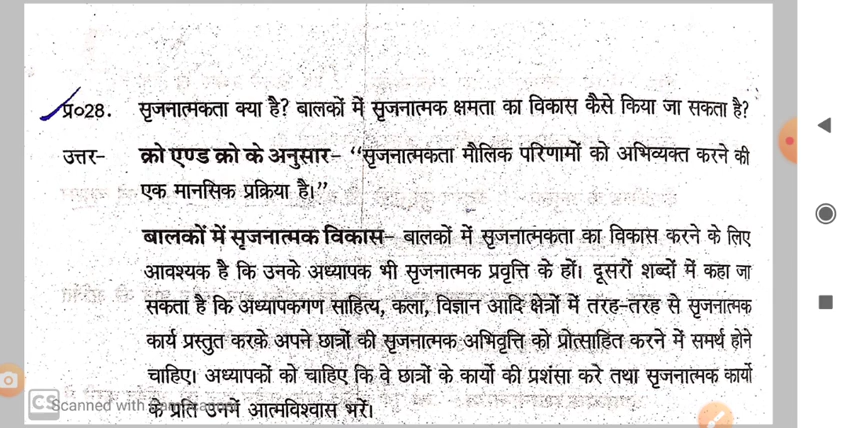 प्र०28. सृजनात्मकता क्या है? बालकों में सृजनात्मक क्षमता का विकास कैसे किया जा सकता है?
उत्तर- क्रो एण्ड क्रो के अनुसार- “सृजनात्मकता मौलिक परिणामों को अभिव्यक्त करने की
एक मानसिक प्रक्रिया है।”
बालकों में सृजनात्मक विकास- बालकों में सृजनात्मकता का विकास करने के लिए
आवश्यक है कि उनके अध्यापक भी सृजनात्मक प्रवृत्ति के हों। दूसरों शब्दों में कहा जा
सकता है कि अध्यापकगण साहित्य, कला, विज्ञान आदि क्षेत्रों में तरह-तरह से सृजनात्मक
कार्य प्रस्तुत करके अपने छात्रों की सृजनात्मक अभिवृत्ति को प्रोत्साहित करने में समर्थ होने
चाहिए। अध्यापकों को चाहिए कि वे छात्रों के कार्यो की प्रशंसा करे तथा सृजनात्मक कार्यो
के प्रति उनमें आत्मविश्वास भरें।
CS Scanned with